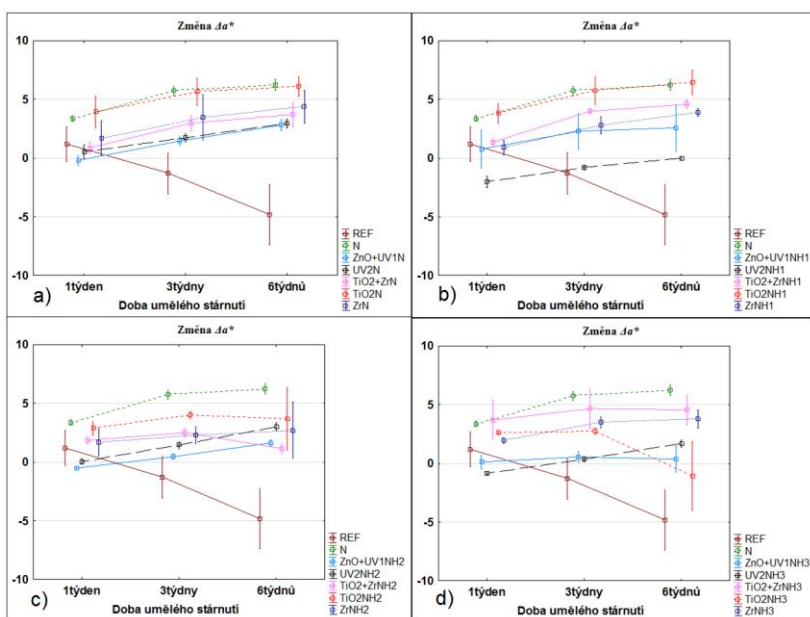 Změna Δa*
10
5
0
-5
-10
1týden
3týdny
6týdnů
Doba umělého stárnutí
REF
N
ZnO+UV1N
UV2N
TiO2+ZrN
TiO2N
ZrN
a)
Změna Δa*
10
5
0
-5
-10
1týden
3týdny
6týdnů
Doba umělého stárnutí
REF
N
ZnO+UV1NH1
UV2NH1
TiO2+ZrNH1
TiO2NH1
ZrNH1
b)
Změna Δa*
10
5
0
-5
-10
1týden
3týdny
6týdnů
Doba umělého stárnutí
REF
N
ZnO+UV1NH2
UV2NH2
TiO2+ZrNH2
TiO2NH2
ZrNH2
c)
Změna Δa*
10
5
0
-5
-10
1týden
3týdny
6týdnů
Doba umělého stárnutí
REF
N
ZnO+UV1NH3
UV2NH3
TiO2+ZrNH3
TiO2NH3
ZrNH3
d)